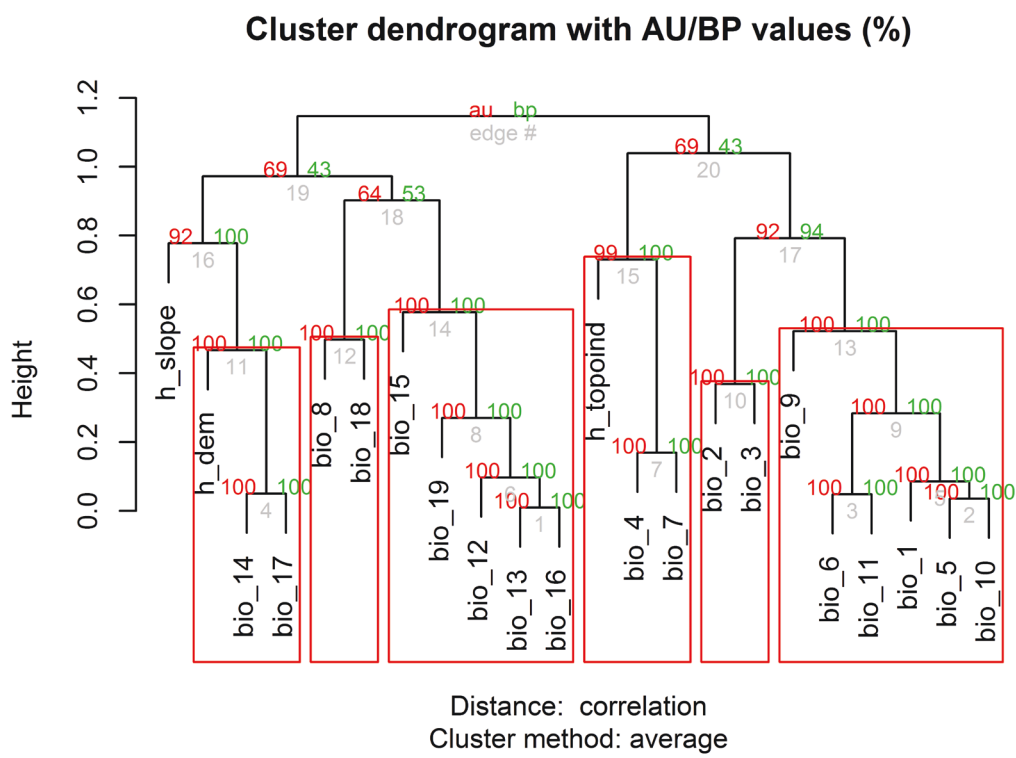 Cluster dendrogram with AU/BP values (%)
Height
0.0
0.2
0.4
0.6
0.8
1.0
1.2
au bp
edge #
69 43
19
69 43
20
64 53
18
92 100
16
92 94
17
99 100
15
100 100
14
100 100
13
100 100
12
100 100
11
100 100
10
100 100
9
100 100
8
100 100
7
100 100
6
100 100
5
100 100
4
100 100
3
100 100
2
100 100
1
h_slope
h_dem
bio_14
bio_17
bio_8
bio_18
bio_15
bio_19
bio_12
bio_13
bio_16
h_topoind
bio_4
bio_7
bio_2
bio_3
bio_9
bio_6
bio_11
bio_1
bio_5
bio_10
Distance: correlation
Cluster method: average